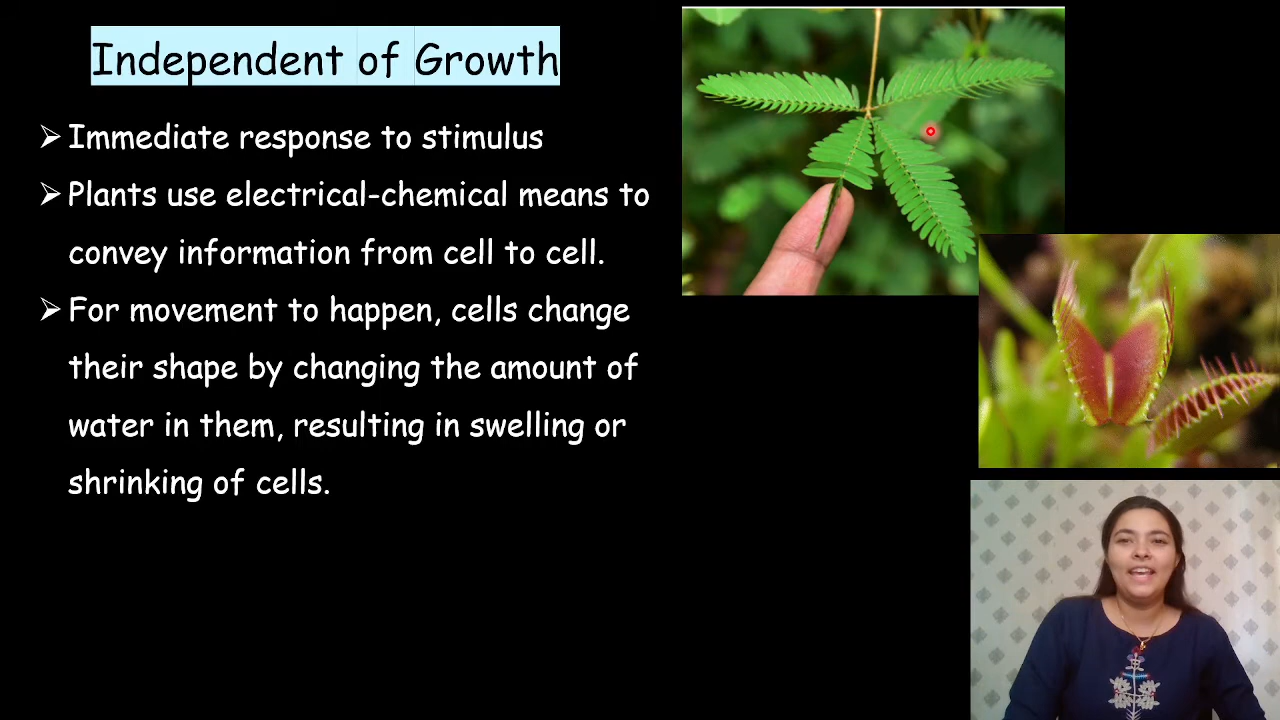 Independent of Growth
➢ Immediate response to stimulus
➢ Plants use electrical-chemical means to
convey information from cell to cell.
➢ For movement to happen, cells change
their shape by changing the amount of
water in them, resulting in swelling or
shrinking of cells.